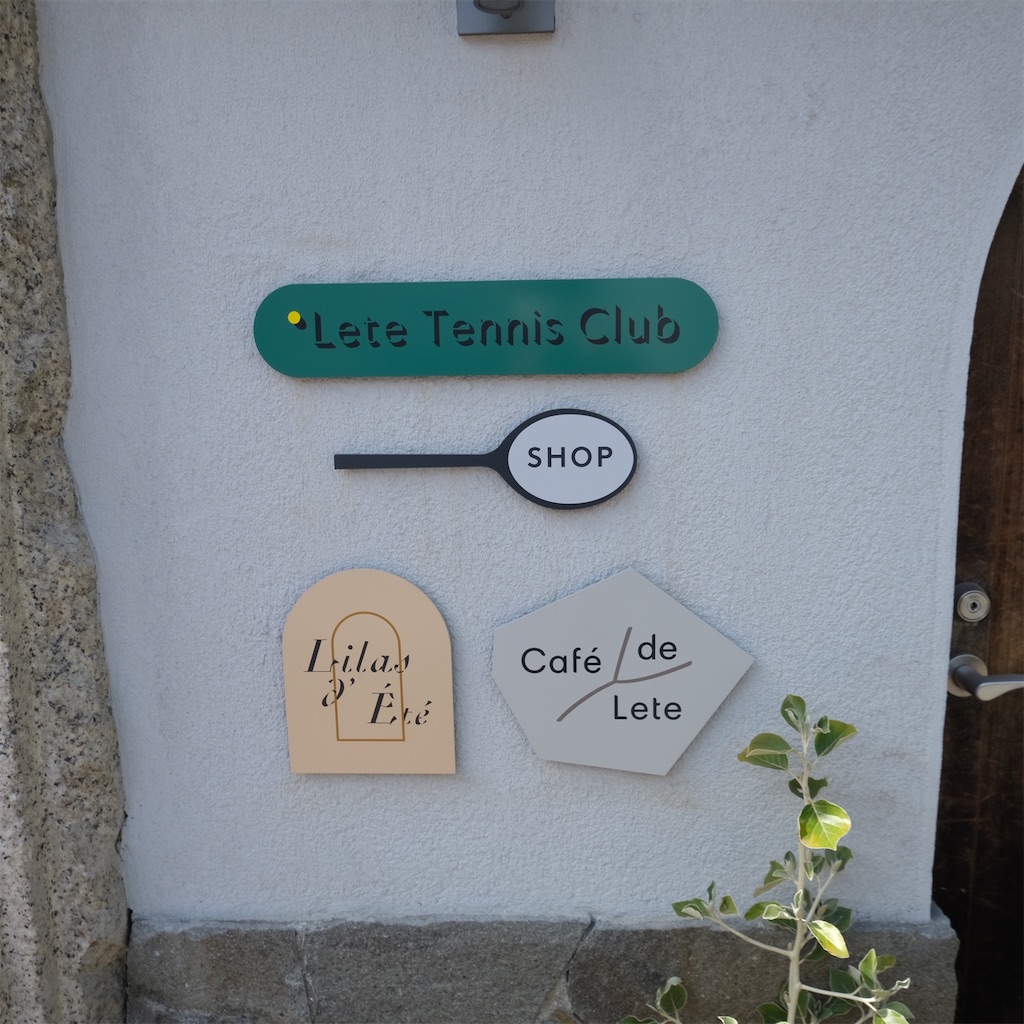 Lete Tennis Club
SHOP
Lilas
d' Été
Café de
Lete